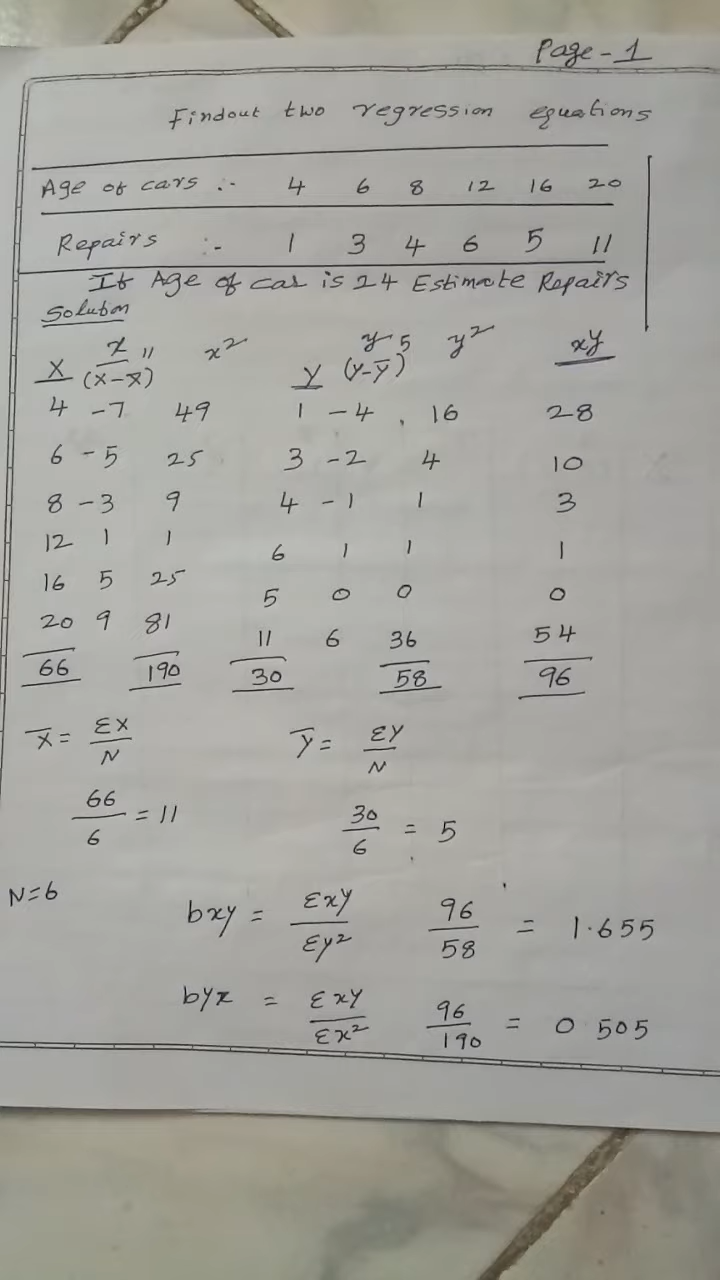 Page - 1
Findout two regression equations
Age of cars :- 4 6 8 12 16 20
Repairs :- 1 3 4 6 5 11
If Age of car is 24 Estimate Repairs
Solution
x 11 x² y 5 y² xy
X (X-X̄) Y (Y-Ȳ)
4 -7 49 1 -4 16 28
6 -5 25 3 -2 4 10
8 -3 9 4 -1 1 3
12 1 1 6 1 1 1
16 5 25 5 0 0 0
20 9 81 11 6 36 54
66 190 30 58 96
X̄ = ΣX/N Ȳ = ΣY/N
66/6 = 11 30/6 = 5
N=6
bxy = Σxy/Σy² 96/58 = 1.655
byx = Σxy/Σx² 96/190 = 0 505